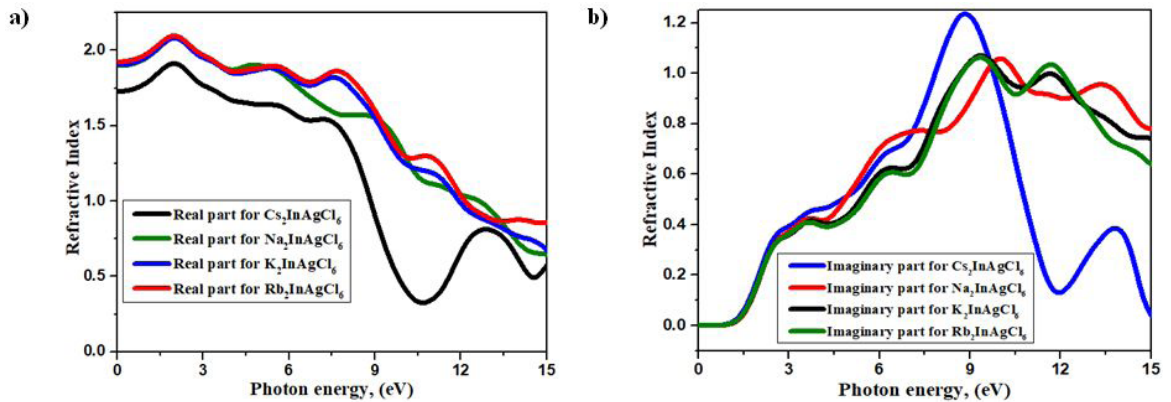 a)
Refractive Index
2.0
1.5
1.0
0.5
0.0
Real part for Cs₂InAgCl₆
Real part for Na₂InAgCl₆
Real part for K₂InAgCl₆
Real part for Rb₂InAgCl₆
0 3 6 9 12 15
Photon energy, (eV)
b)
Refractive Index
1.2
1.0
0.8
0.6
0.4
0.2
0.0
Imaginary part for Cs₂InAgCl₆
Imaginary part for Na₂InAgCl₆
Imaginary part for K₂InAgCl₆
Imaginary part for Rb₂InAgCl₆
0 3 6 9 12 15
Photon energy, (eV)